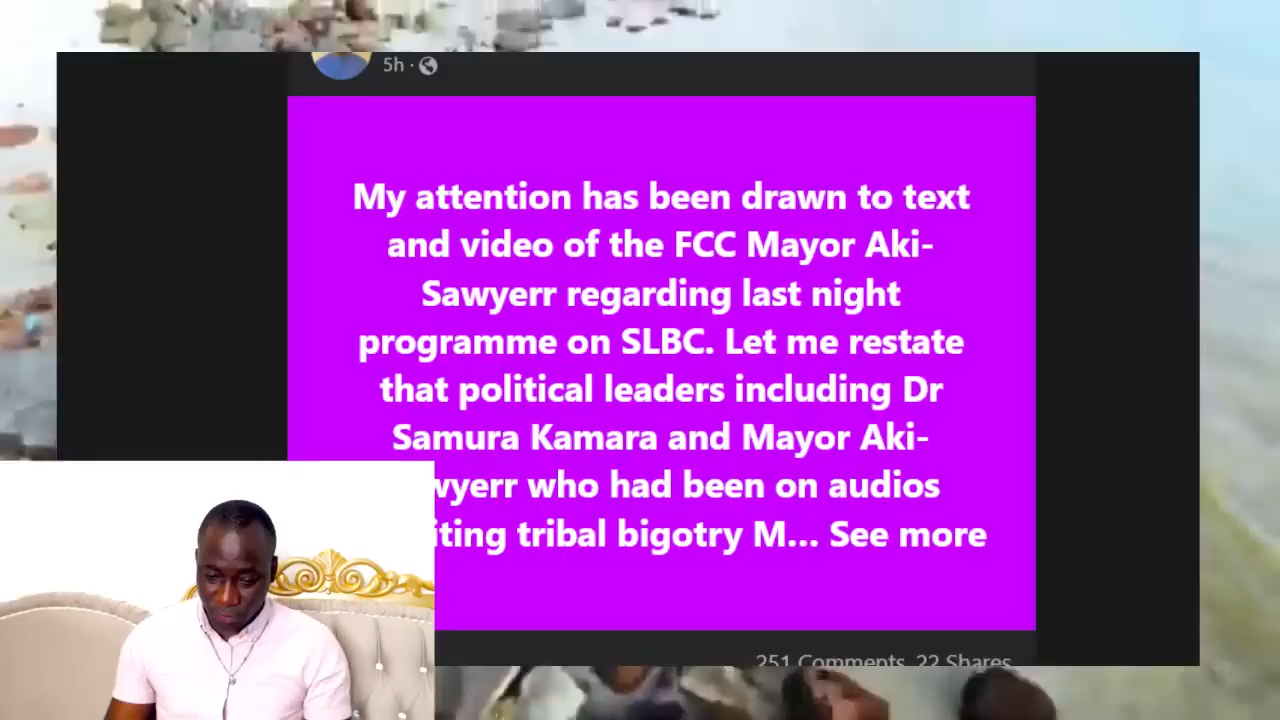 5h ·
My attention has been drawn to text
and video of the FCC Mayor Aki-
Sawyerr regarding last night
programme on SLBC. Let me restate
that political leaders including Dr
Samura Kamara and Mayor Aki-
wyerr who had been on audios
iting tribal bigotry M... See more
251 Comments 22 Shares